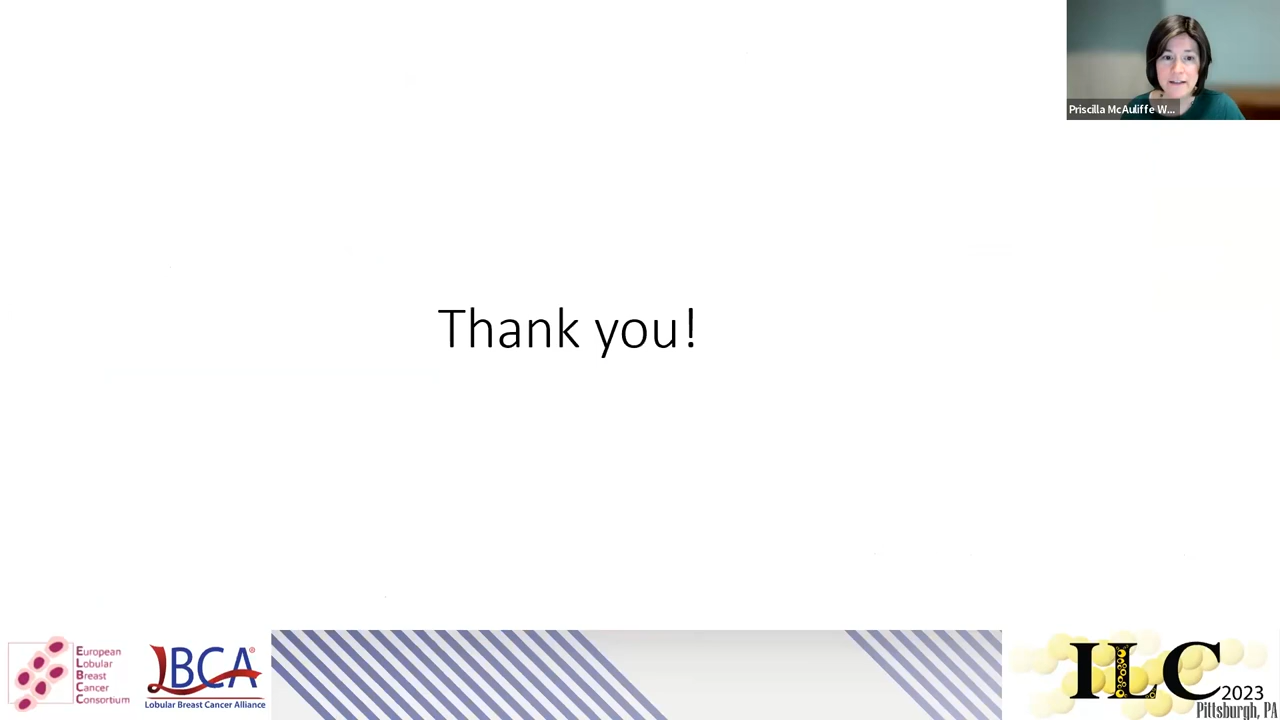 Priscilla McAuliffe W...
Thank you!
European
Lobular
Breast
Cancer
Consortium
LBCA®
Lobular Breast Cancer Alliance
ILC
2023
Pittsburgh, PA